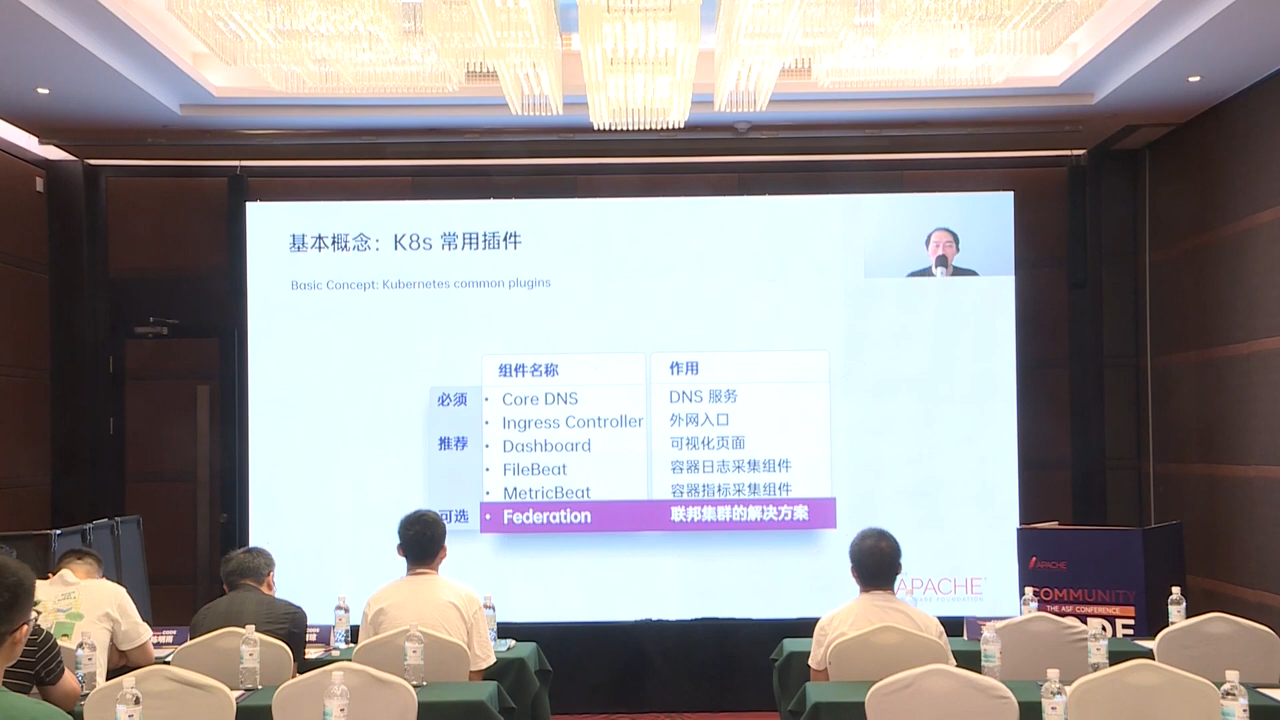 基本概念：K8s 常用插件
Basic Concept: Kubernetes common plugins
组件名称 作用
必须 • Core DNS DNS 服务
• Ingress Controller 外网入口
推荐 • Dashboard 可视化页面
• FileBeat 容器日志采集组件
• MetricBeat 容器指标采集组件
可选 • Federation 联邦集群的解决方案
APACHE
FOUNDATION
APACHE
COMMUNITY
THE ASF CONFERENCE
CODE